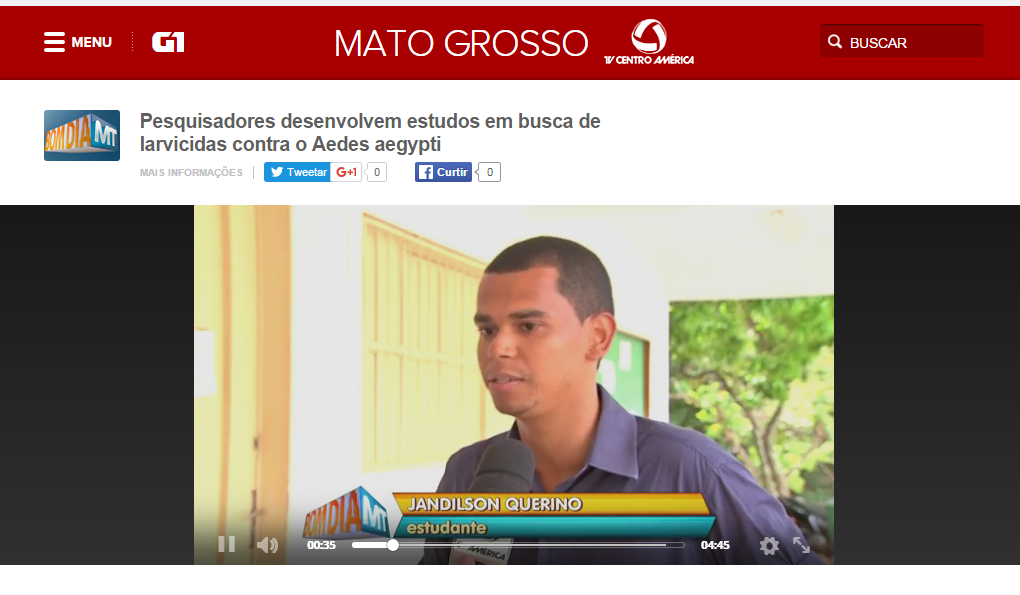 MENU
G1
MATO GROSSO
TV CENTRO AMÉRICA
BUSCAR
BOM DIA MT
Pesquisadores desenvolvem estudos em busca de
larvicidas contra o Aedes aegypti
MAIS INFORMAÇÕES
Tweetar
G+1
0
Curtir
0
JANDILSON QUERINO
BOM DIA MT
estudante
AMÉRICA
00:35
04:45